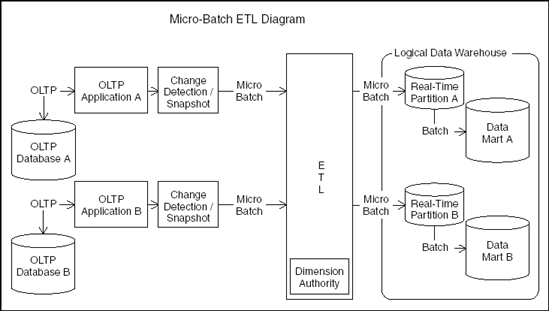 Micro-Batch ETL Diagram
Logical Data Warehouse
OLTP
OLTP
Application A
Change
Detection /
Snapshot
Micro
Batch
Micro
Batch
Real-Time
Partition A
Batch
Data
Mart A
OLTP
Database A
E
T
L
OLTP
OLTP
Application B
Change
Detection /
Snapshot
Micro
Batch
Micro
Batch
Real-Time
Partition B
Batch
Data
Mart B
OLTP
Database B
Dimension
Authority